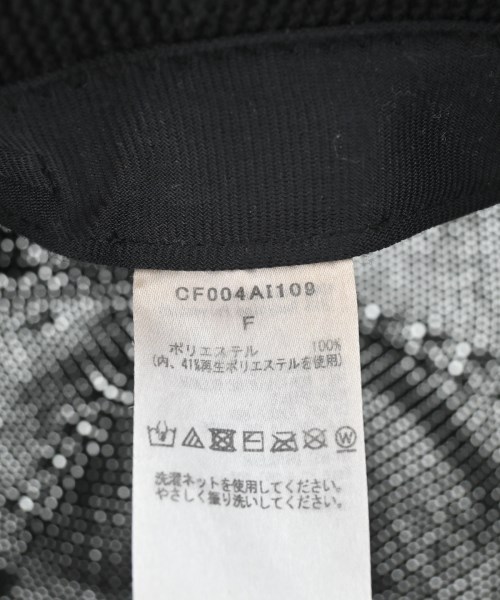 CF004AI109
F
ポリエステル 100%
(内、41%再生ポリエステルを使用)
W
洗濯ネットを使用してください。
やさしく振り洗いしてください。